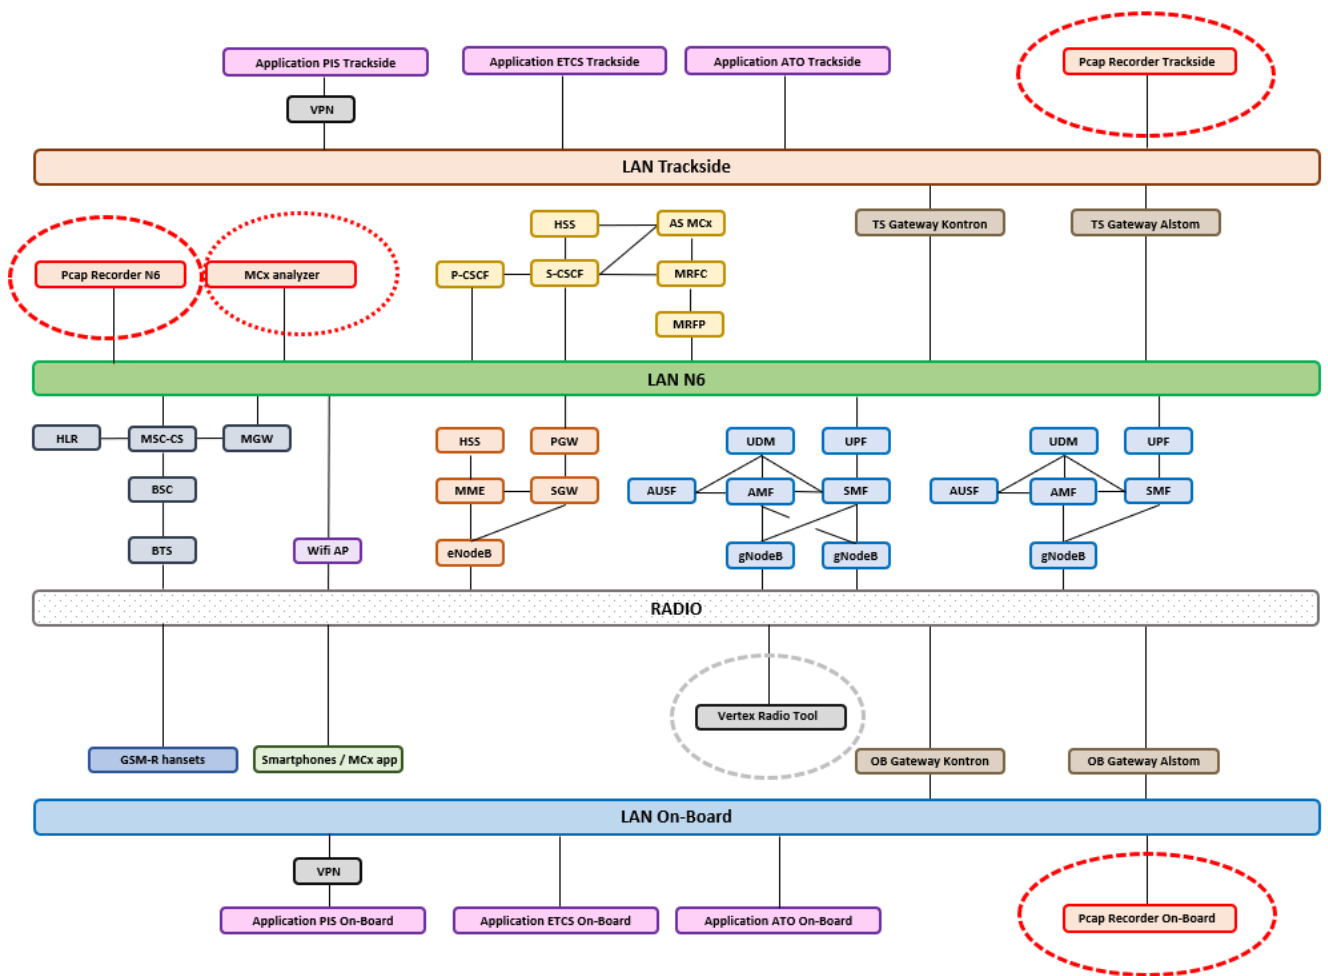 Application PIS Trackside
Application ETCS Trackside
Application ATO Trackside
Pcap Recorder Trackside
VPN
LAN Trackside
HSS
AS MCx
TS Gateway Kontron
TS Gateway Alstom
Pcap Recorder N6
MCx analyzer
P-CSCF
S-CSCF
MRFC
MRFP
LAN N6
HLR
MSC-CS
MGW
HSS
PGW
UDM
UPF
UDM
UPF
BSC
MME
SGW
AUSF
AMF
SMF
AUSF
AMF
SMF
BTS
Wifi AP
eNodeB
gNodeB
gNodeB
gNodeB
RADIO
Vertex Radio Tool
GSM-R hansets
Smartphones / MCx app
OB Gateway Kontron
OB Gateway Alstom
LAN On-Board
VPN
Application PIS On-Board
Application ETCS On-Board
Application ATO On-Board
Pcap Recorder On-Board